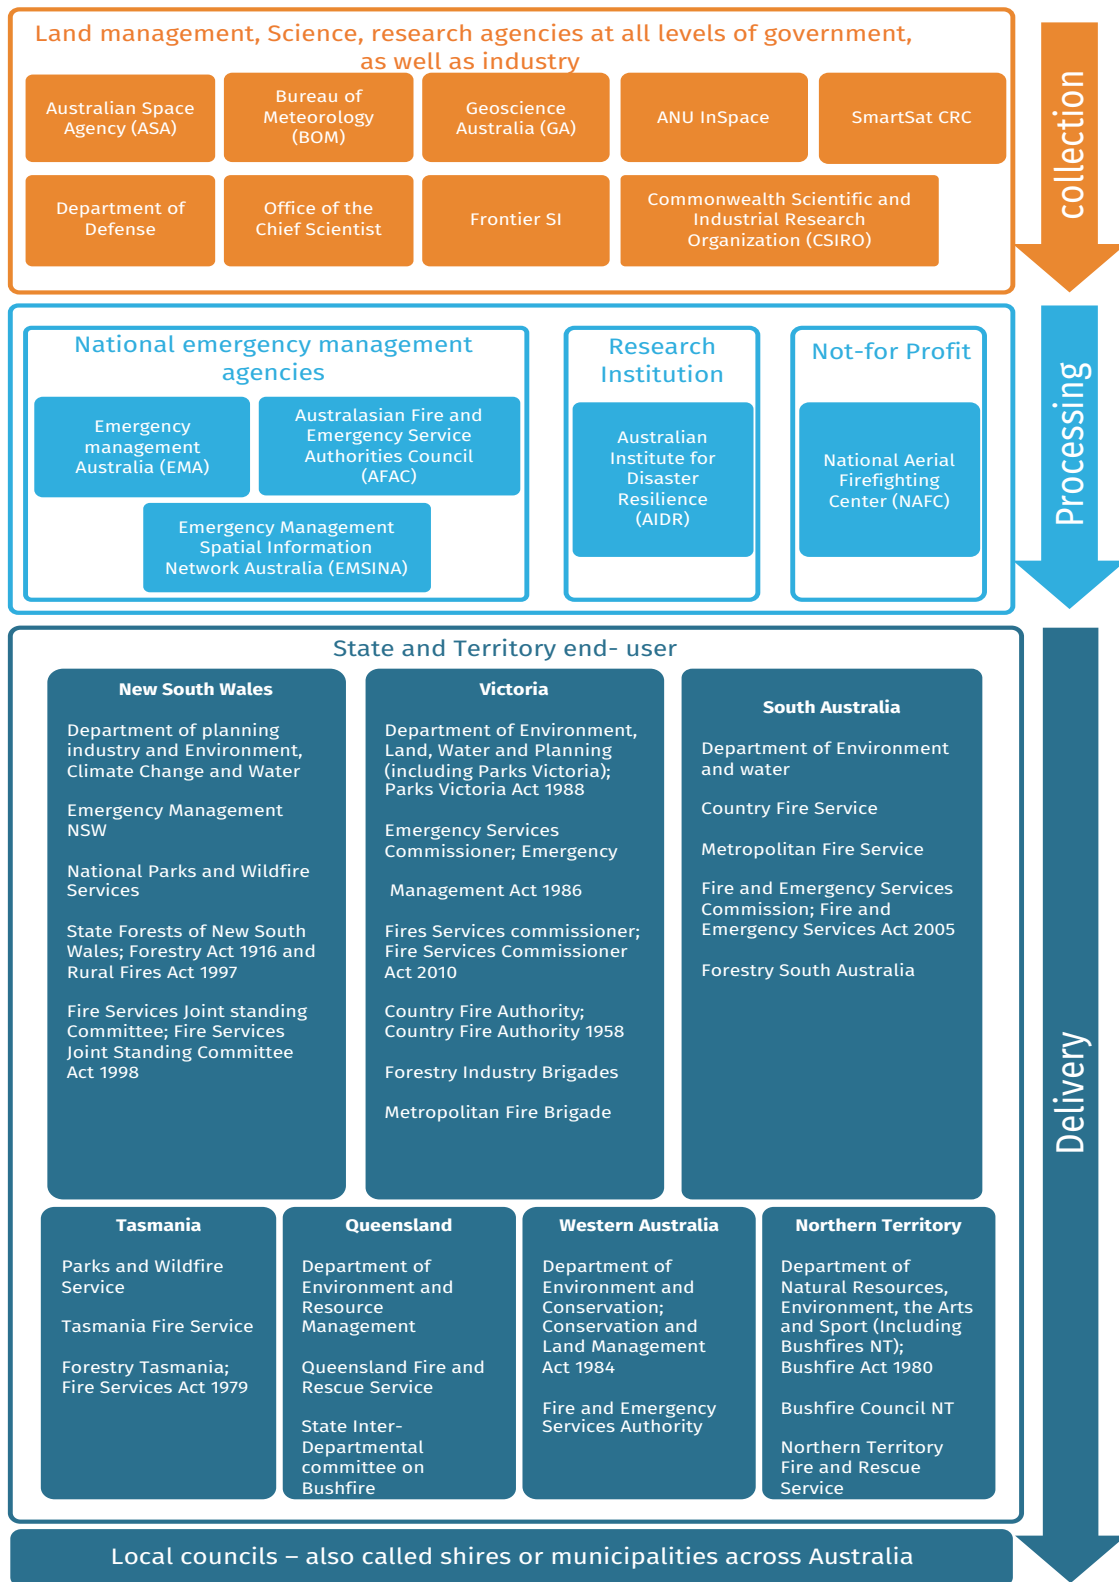 Land management, Science, research agencies at all levels of government,
as well as industry
Australian Space
Agency (ASA)
Bureau of
Meteorology
(BOM)
Geoscience
Australia (GA)
ANU InSpace
SmartSat CRC
Department of
Defense
Office of the
Chief Scientist
Frontier SI
Commonwealth Scientific and
Industrial Research
Organization (CSIRO)
collection
National emergency management
agencies
Emergency
management
Australia (EMA)
Australasian Fire and
Emergency Service
Authorities Council
(AFAC)
Emergency Management
Spatial Information
Network Australia (EMSINA)
Research
Institution
Australian
Institute for
Disaster
Resilience
(AIDR)
Not-for Profit
National Aerial
Firefighting
Center (NAFC)
Processing
State and Territory end- user
New South Wales
Department of planning
industry and Environment,
Climate Change and Water
Emergency Management
NSW
National Parks and Wildfire
Services
State Forests of New South
Wales; Forestry Act 1916 and
Rural Fires Act 1997
Fire Services Joint standing
Committee; Fire Services
Joint Standing Committee
Act 1998
Victoria
Department of Environment,
Land, Water and Planning
(including Parks Victoria);
Parks Victoria Act 1988
Emergency Services
Commissioner; Emergency
Management Act 1986
Fires Services commissioner;
Fire Services Commissioner
Act 2010
Country Fire Authority;
Country Fire Authority 1958
Forestry Industry Brigades
Metropolitan Fire Brigade
South Australia
Department of Environment
and water
Country Fire Service
Metropolitan Fire Service
Fire and Emergency Services
Commission; Fire and
Emergency Services Act 2005
Forestry South Australia
Tasmania
Parks and Wildfire
Service
Tasmania Fire Service
Forestry Tasmania;
Fire Services Act 1979
Queensland
Department of
Environment and
Resource
Management
Queensland Fire and
Rescue Service
State Inter-
Departmental
committee on
Bushfire
Western Australia
Department of
Environment and
Conservation;
Conservation and
Land Management
Act 1984
Fire and Emergency
Services Authority
Northern Territory
Department of
Natural Resources,
Environment, the Arts
and Sport (Including
Bushfires NT);
Bushfire Act 1980
Bushfire Council NT
Northern Territory
Fire and Rescue
Service
Delivery
Local councils – also called shires or municipalities across Australia